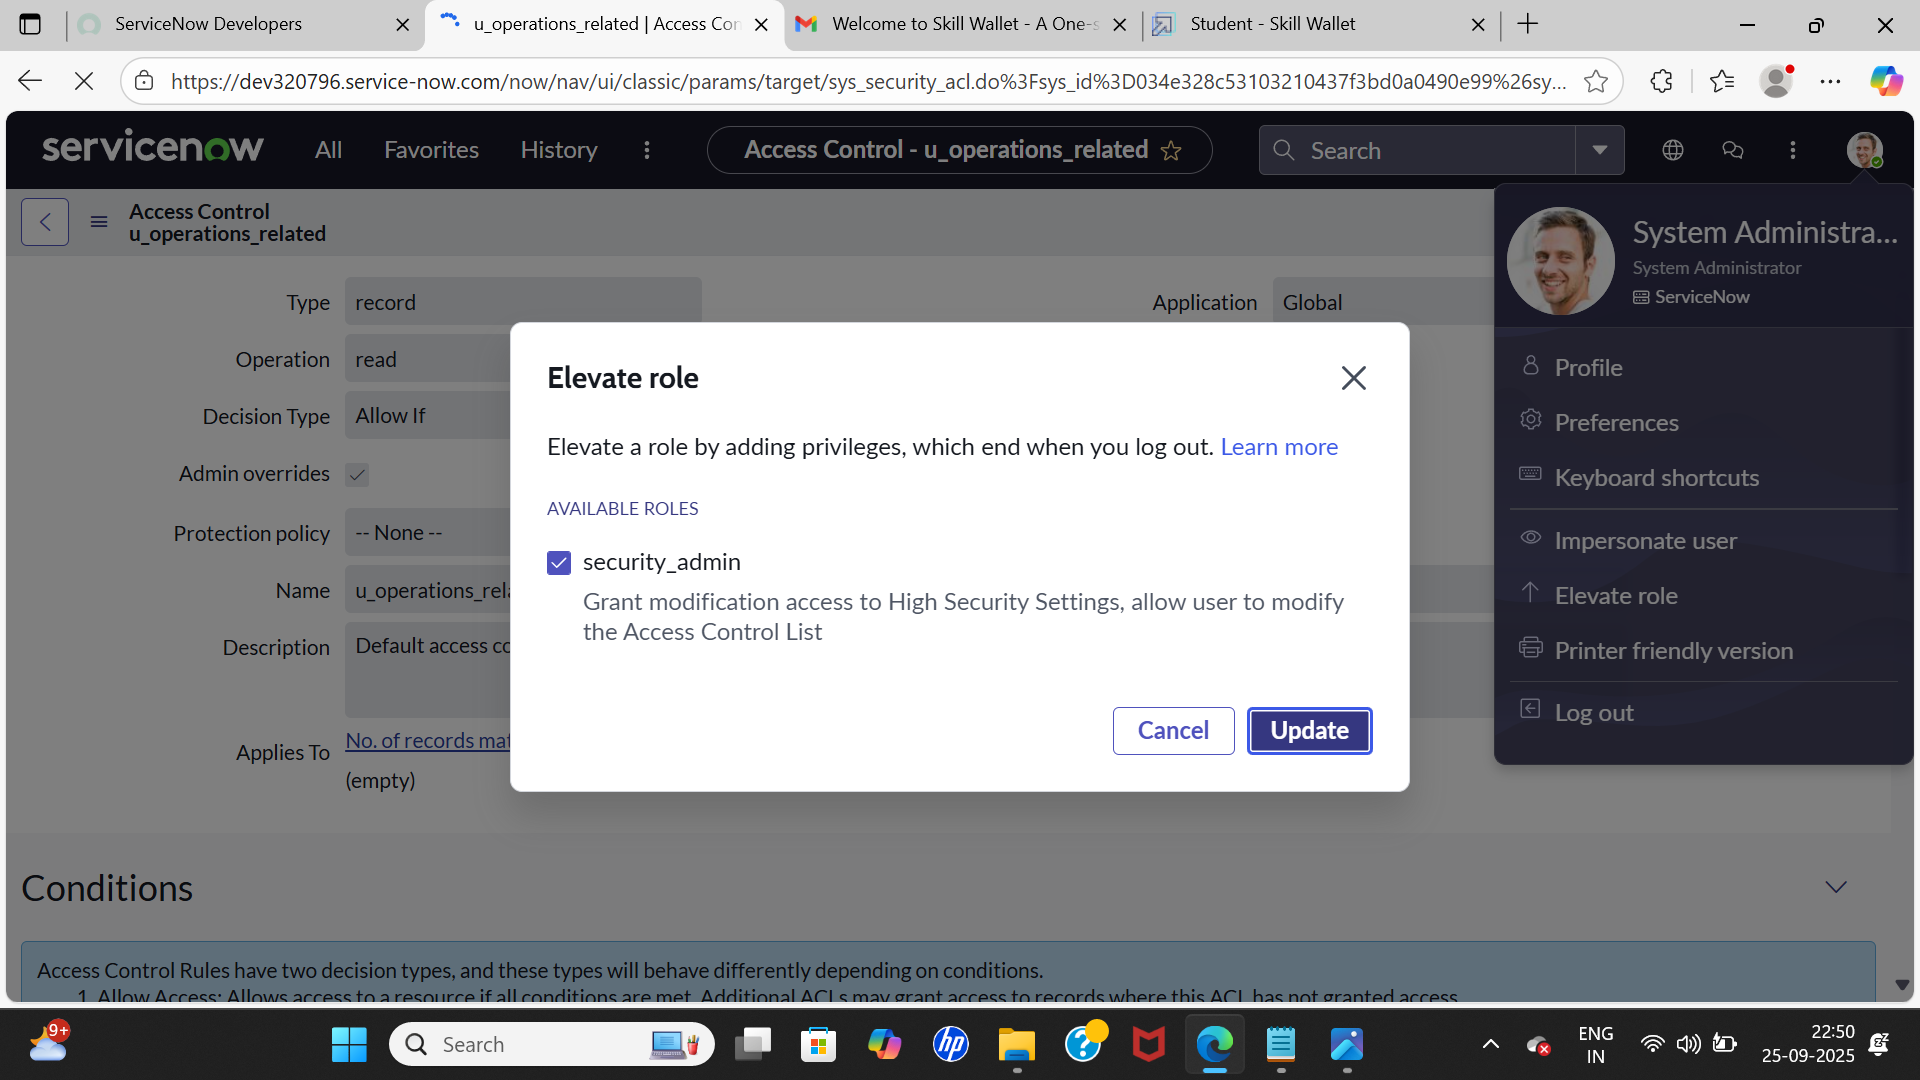 ServiceNow Developers
u_operations_related | Access Con
Welcome to Skill Wallet - A One-s
Student - Skill Wallet
https://dev320796.service-now.com/now/nav/ui/classic/params/target/sys_security_acl.do%3Fsys_id%3D034e328c53103210437f3bd0a0490e99%26sy...
servicenow
All
Favorites
History
Access Control - u_operations_related
Search
Access Control
u_operations_related
Type
record
Application
Global
Operation
read
Decision Type
Allow If
Admin overrides
Protection policy
-- None --
Name
u_operations_rela
Description
Default access co
Applies To
No. of records mat
(empty)
Elevate role
Elevate a role by adding privileges, which end when you log out. Learn more
AVAILABLE ROLES
security_admin
Grant modification access to High Security Settings, allow user to modify
the Access Control List
Cancel
Update
System Administra...
System Administrator
ServiceNow
Profile
Preferences
Keyboard shortcuts
Impersonate user
Elevate role
Printer friendly version
Log out
Conditions
Access Control Rules have two decision types, and these types will behave differently depending on conditions.
1. Allow Access: Allows access to a resource if all conditions are met. Additional ACLs may grant access to records where this ACL has not granted access
9+
Search
hp
ENG
IN
22:50
25-09-2025